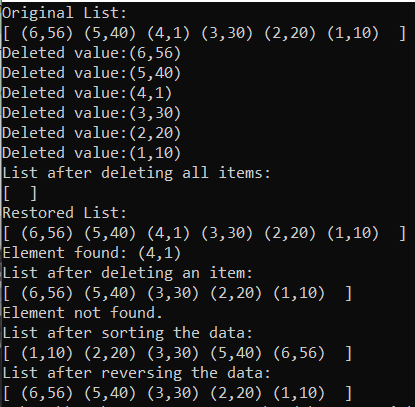 Original List:
[ (6,56) (5,40) (4,1) (3,30) (2,20) (1,10)  ]
Deleted value:(6,56)
Deleted value:(5,40)
Deleted value:(4,1)
Deleted value:(3,30)
Deleted value:(2,20)
Deleted value:(1,10)
List after deleting all items:
[  ]
Restored List:
[ (6,56) (5,40) (4,1) (3,30) (2,20) (1,10)  ]
Element found: (4,1)
List after deleting an item:
[ (6,56) (5,40) (3,30) (2,20) (1,10)  ]
Element not found.
List after sorting the data:
[ (1,10) (2,20) (3,30) (5,40) (6,56)  ]
List after reversing the data:
[ (6,56) (5,40) (3,30) (2,20) (1,10)  ]